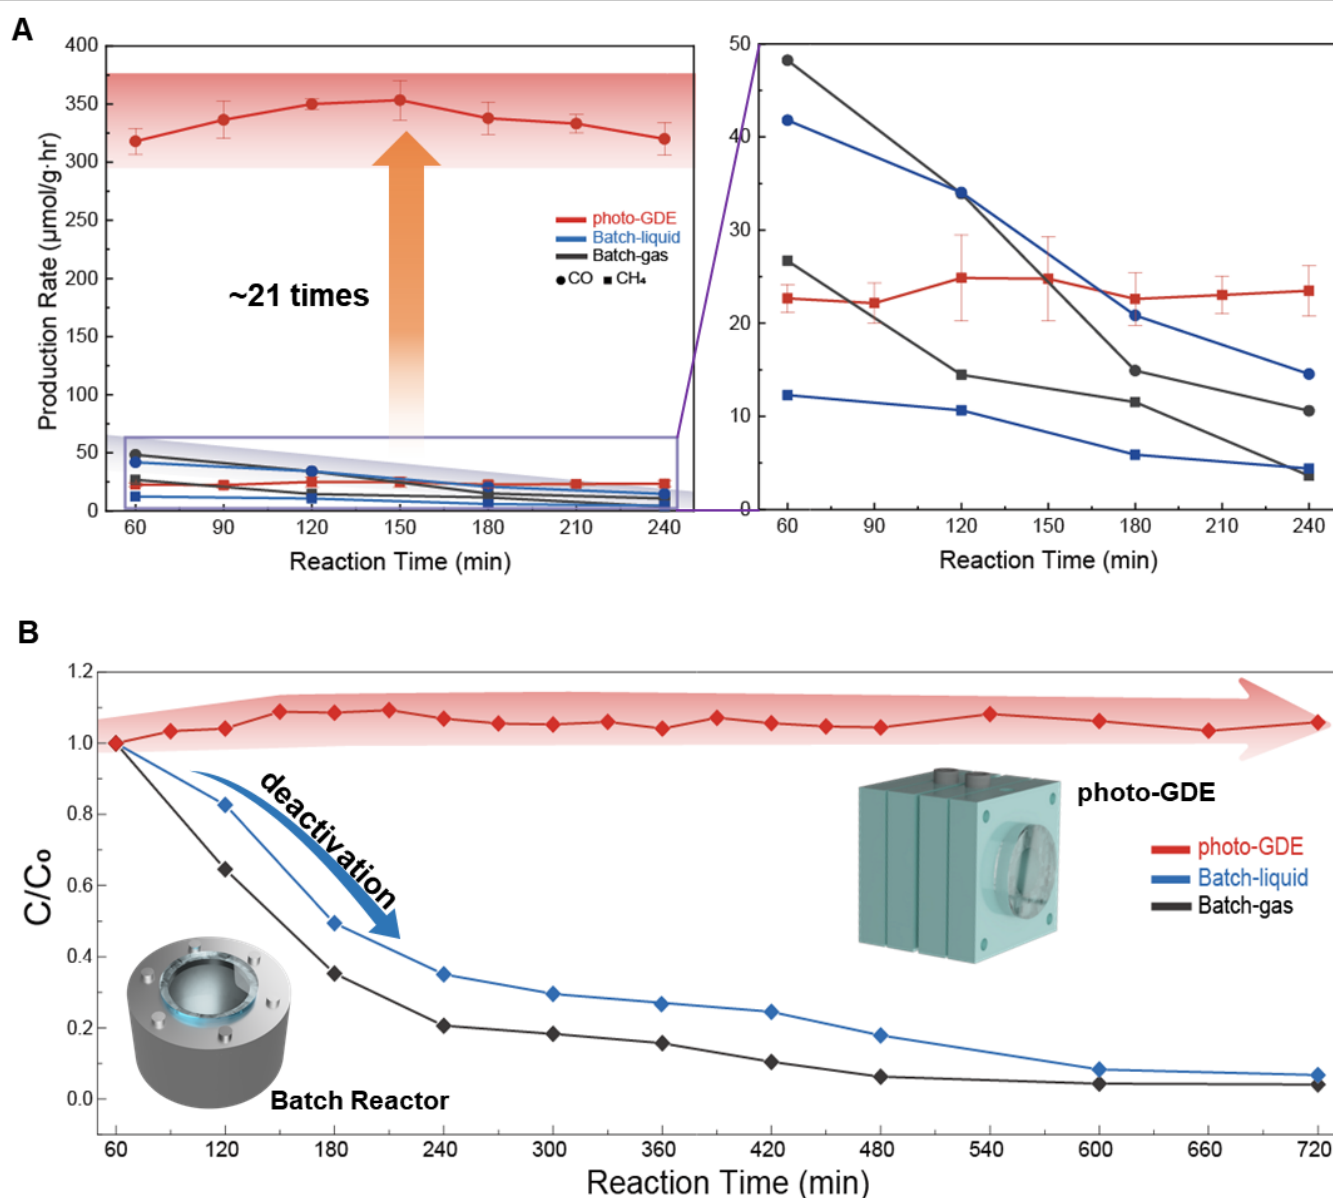 A
400
350
300
250
200
150
100
50
0
Production Rate (μmol/g·hr)
~21 times
photo-GDE
Batch-liquid
Batch-gas
CO CH₄
60 90 120 150 180 210 240
Reaction Time (min)
50
40
30
20
10
0
60 90 120 150 180 210 240
Reaction Time (min)
B
1.2
1.0
0.8
0.6
0.4
0.2
0.0
C/C₀
deactivation
Batch Reactor
photo-GDE
photo-GDE
Batch-liquid
Batch-gas
60 120 180 240 300 360 420 480 540 600 660 720
Reaction Time (min)